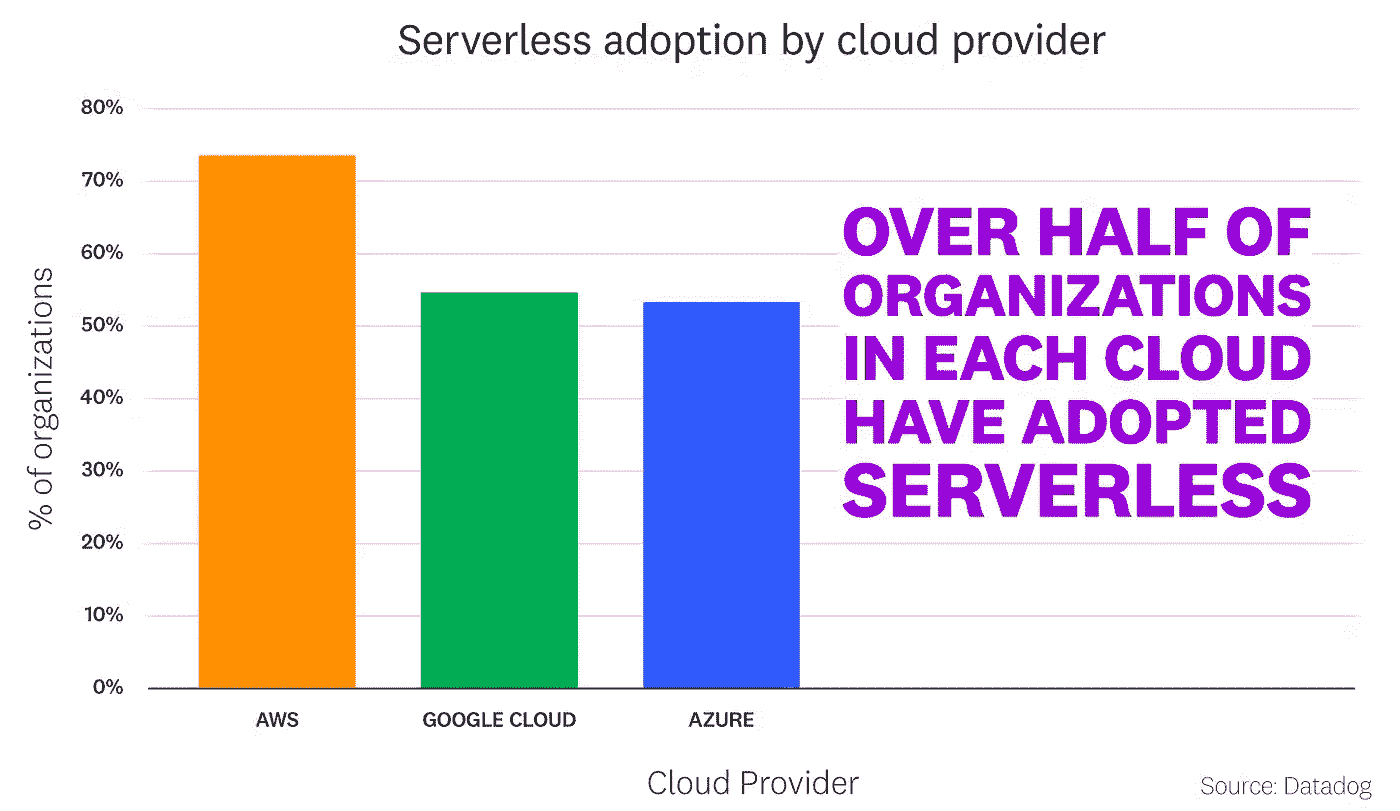 Serverless adoption by cloud provider
80%
70%
60%
50%
40%
30%
20%
10%
0%
% of organizations
OVER HALF OF
ORGANIZATIONS
IN EACH CLOUD
HAVE ADOPTED
SERVERLESS
AWS
GOOGLE CLOUD
AZURE
Cloud Provider
Source: Datadog